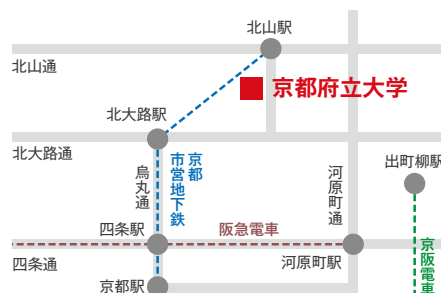 北山駅
北山通
京都府立大学
北大路駅
北大路通
烏丸通
京都
市営地下鉄
河原町通
出町柳駅
四条駅
阪急電車
四条通
河原町駅
京阪電車
京都駅